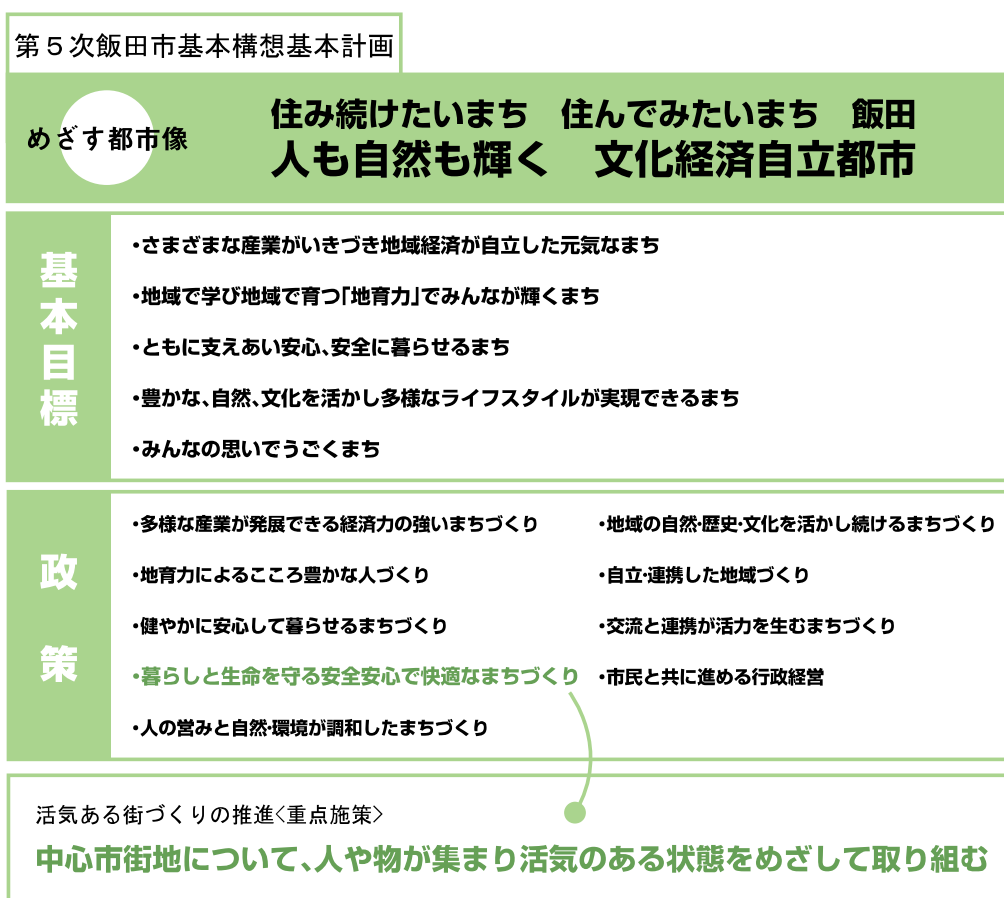 第５次飯田市基本構想基本計画
めざす都市像
住み続けたいまち　住んでみたいまち　飯田
人も自然も輝く　文化経済自立都市
基本目標
・さまざまな産業がいきづき地域経済が自立した元気なまち
・地域で学び地域で育つ「地育力」でみんなが輝くまち
・ともに支えあい安心、安全に暮らせるまち
・豊かな、自然、文化を活かし多様なライフスタイルが実現できるまち
・みんなの思いでうごくまち
政策
・多様な産業が発展できる経済力の強いまちづくり
・地育力によるこころ豊かな人づくり
・健やかに安心して暮らせるまちづくり
・暮らしと生命を守る安全安心で快適なまちづくり
・人の営みと自然・環境が調和したまちづくり
・地域の自然・歴史・文化を活かし続けるまちづくり
・自立・連携した地域づくり
・交流と連携が活力を生むまちづくり
・市民と共に進める行政経営
活気ある街づくりの推進<重点施策>
中心市街地について、人や物が集まり活気のある状態をめざして取り組む